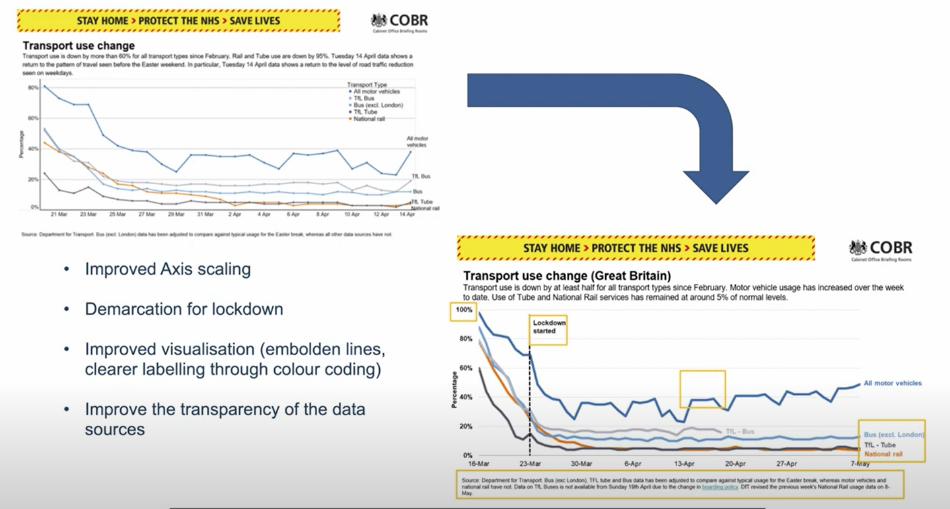 STAY HOME > PROTECT THE NHS > SAVE LIVES
COBR
Cabinet Office Briefing Rooms
Transport use change
Transport use is down by more than 60% for all transport types since February. Rail and Tube use are down by 95%. Tuesday 14 April data shows a
return to the pattern of travel seen before the Easter weekend. In particular, Tuesday 14 April data shows a return to the level of road traffic reduction
seen on weekdays.
80%
60%
40%
20%
0%
Percentage
Transport Type
All motor vehicles
TfL Bus
Bus (excl. London)
TfL Tube
National rail
All motor
vehicles
TfL Bus
Bus
TfL Tube
National rail
21 Mar 23 Mar 25 Mar 27 Mar 29 Mar 31 Mar 2 Apr 4 Apr 6 Apr 8 Apr 10 Apr 12 Apr 14 Apr
Source: Department for Transport. Bus (excl. London) data has been adjusted to compare against typical usage for the Easter break, whereas all other data sources have not.
• Improved Axis scaling
• Demarcation for lockdown
• Improved visualisation (embolden lines,
clearer labelling through colour coding)
• Improve the transparency of the data
sources
STAY HOME > PROTECT THE NHS > SAVE LIVES
COBR
Cabinet Office Briefing Rooms
Transport use change (Great Britain)
Transport use is down by at least half for all transport types since February. Motor vehicle usage has increased over the week
to date. Use of Tube and National Rail services has remained at around 5% of normal levels.
100%
80%
60%
40%
20%
0%
Percentage
Lockdown
started
All motor vehicles
TfL - Bus
Bus (excl. London)
TfL - Tube
National rail
16-Mar 23-Mar 30-Mar 6-Apr 13-Apr 20-Apr 27-Apr 7-May
Source: Department for Transport. Bus (exc London), TFL tube and Bus data has been adjusted to compare against typical usage for the Easter break, whereas motor vehicles and
national rail have not. Data on TfL Buses is not available from Sunday 19th April due to the change in boarding policy. DfT revised the previous week's National Rail usage data on 8-
May.